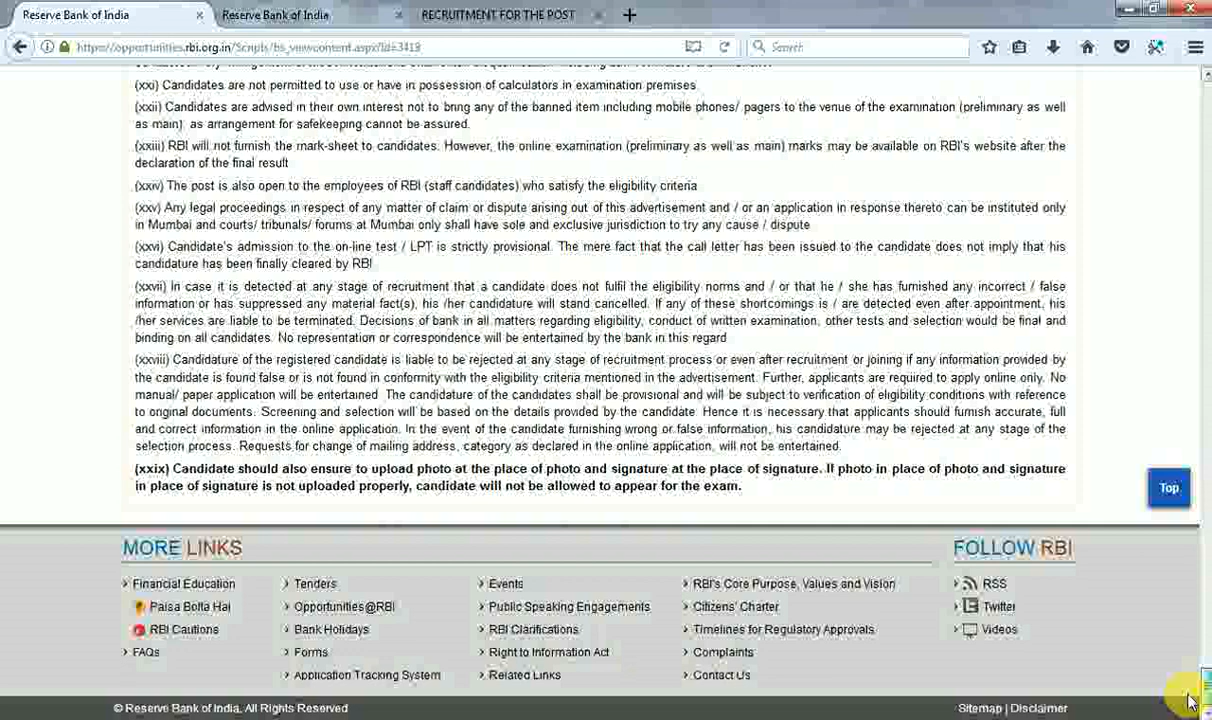 Reserve Bank of India
Reserve Bank of India
RECRUITMENT FOR THE POST
https://opportunities.rbi.org.in/Scripts/bs_viewcontent.aspx?Id=3419
Search
(xxi) Candidates are not permitted to use or have in possession of calculators in examination premises
(xxii) Candidates are advised in their own interest not to bring any of the banned item including mobile phones/ pagers to the venue of the examination (preliminary as well
as main) as arrangement for safekeeping cannot be assured.
(xxiii) RBI will not furnish the mark-sheet to candidates. However, the online examination (preliminary as well as main) marks may be available on RBI's website after the
declaration of the final result
(xxiv) The post is also open to the employees of RBI (staff candidates) who satisfy the eligibility criteria
(xxv) Any legal proceedings in respect of any matter of claim or dispute arising out of this advertisement and / or an application in response thereto can be instituted only
in Mumbai and courts/ tribunals/ forums at Mumbai only shall have sole and exclusive jurisdiction to try any cause / dispute
(xxvi) Candidate's admission to the on-line test / LPT is strictly provisional. The mere fact that the call letter has been issued to the candidate does not imply that his
candidature has been finally cleared by RBI
(xxvii) In case it is detected at any stage of recruitment that a candidate does not fulfil the eligibility norms and / or that he / she has furnished any incorrect / false
information or has suppressed any material fact(s), his /her candidature will stand cancelled. If any of these shortcomings is / are detected even after appointment, his
/her services are liable to be terminated. Decisions of bank in all matters regarding eligibility, conduct of written examination, other tests and selection would be final and
binding on all candidates. No representation or correspondence will be entertained by the bank in this regard
(xxviii) Candidature of the registered candidate is liable to be rejected at any stage of recruitment process or even after recruitment or joining if any information provided by
the candidate is found false or is not found in conformity with the eligibility criteria mentioned in the advertisement. Further, applicants are required to apply online only. No
manual/ paper application will be entertained The candidature of the candidates shall be provisional and will be subject to verification of eligibility conditions with reference
to original documents. Screening and selection will be based on the details provided by the candidate Hence it is necessary that applicants should furnish accurate, full
and correct information in the online application. In the event of the candidate furnishing wrong or false information, his candidature may be rejected at any stage of the
selection process. Requests for change of mailing address, category as declared in the online application, will not be entertained.
(xxix) Candidate should also ensure to upload photo at the place of photo and signature at the place of signature. If photo in place of photo and signature
in place of signature is not uploaded properly, candidate will not be allowed to appear for the exam.
Top
MORE LINKS
FOLLOW RBI
Financial Education
Tenders
Events
RBI's Core Purpose, Values and Vision
RSS
Paisa Bolta Hai
Opportunities@RBI
Public Speaking Engagements
Citizens' Charter
Twitter
RBI Cautions
Bank Holidays
RBI Clarifications
Timelines for Regulatory Approvals
Videos
FAQs
Forms
Right to Information Act
Complaints
Application Tracking System
Related Links
Contact Us
© Reserve Bank of India. All Rights Reserved
Sitemap | Disclaimer